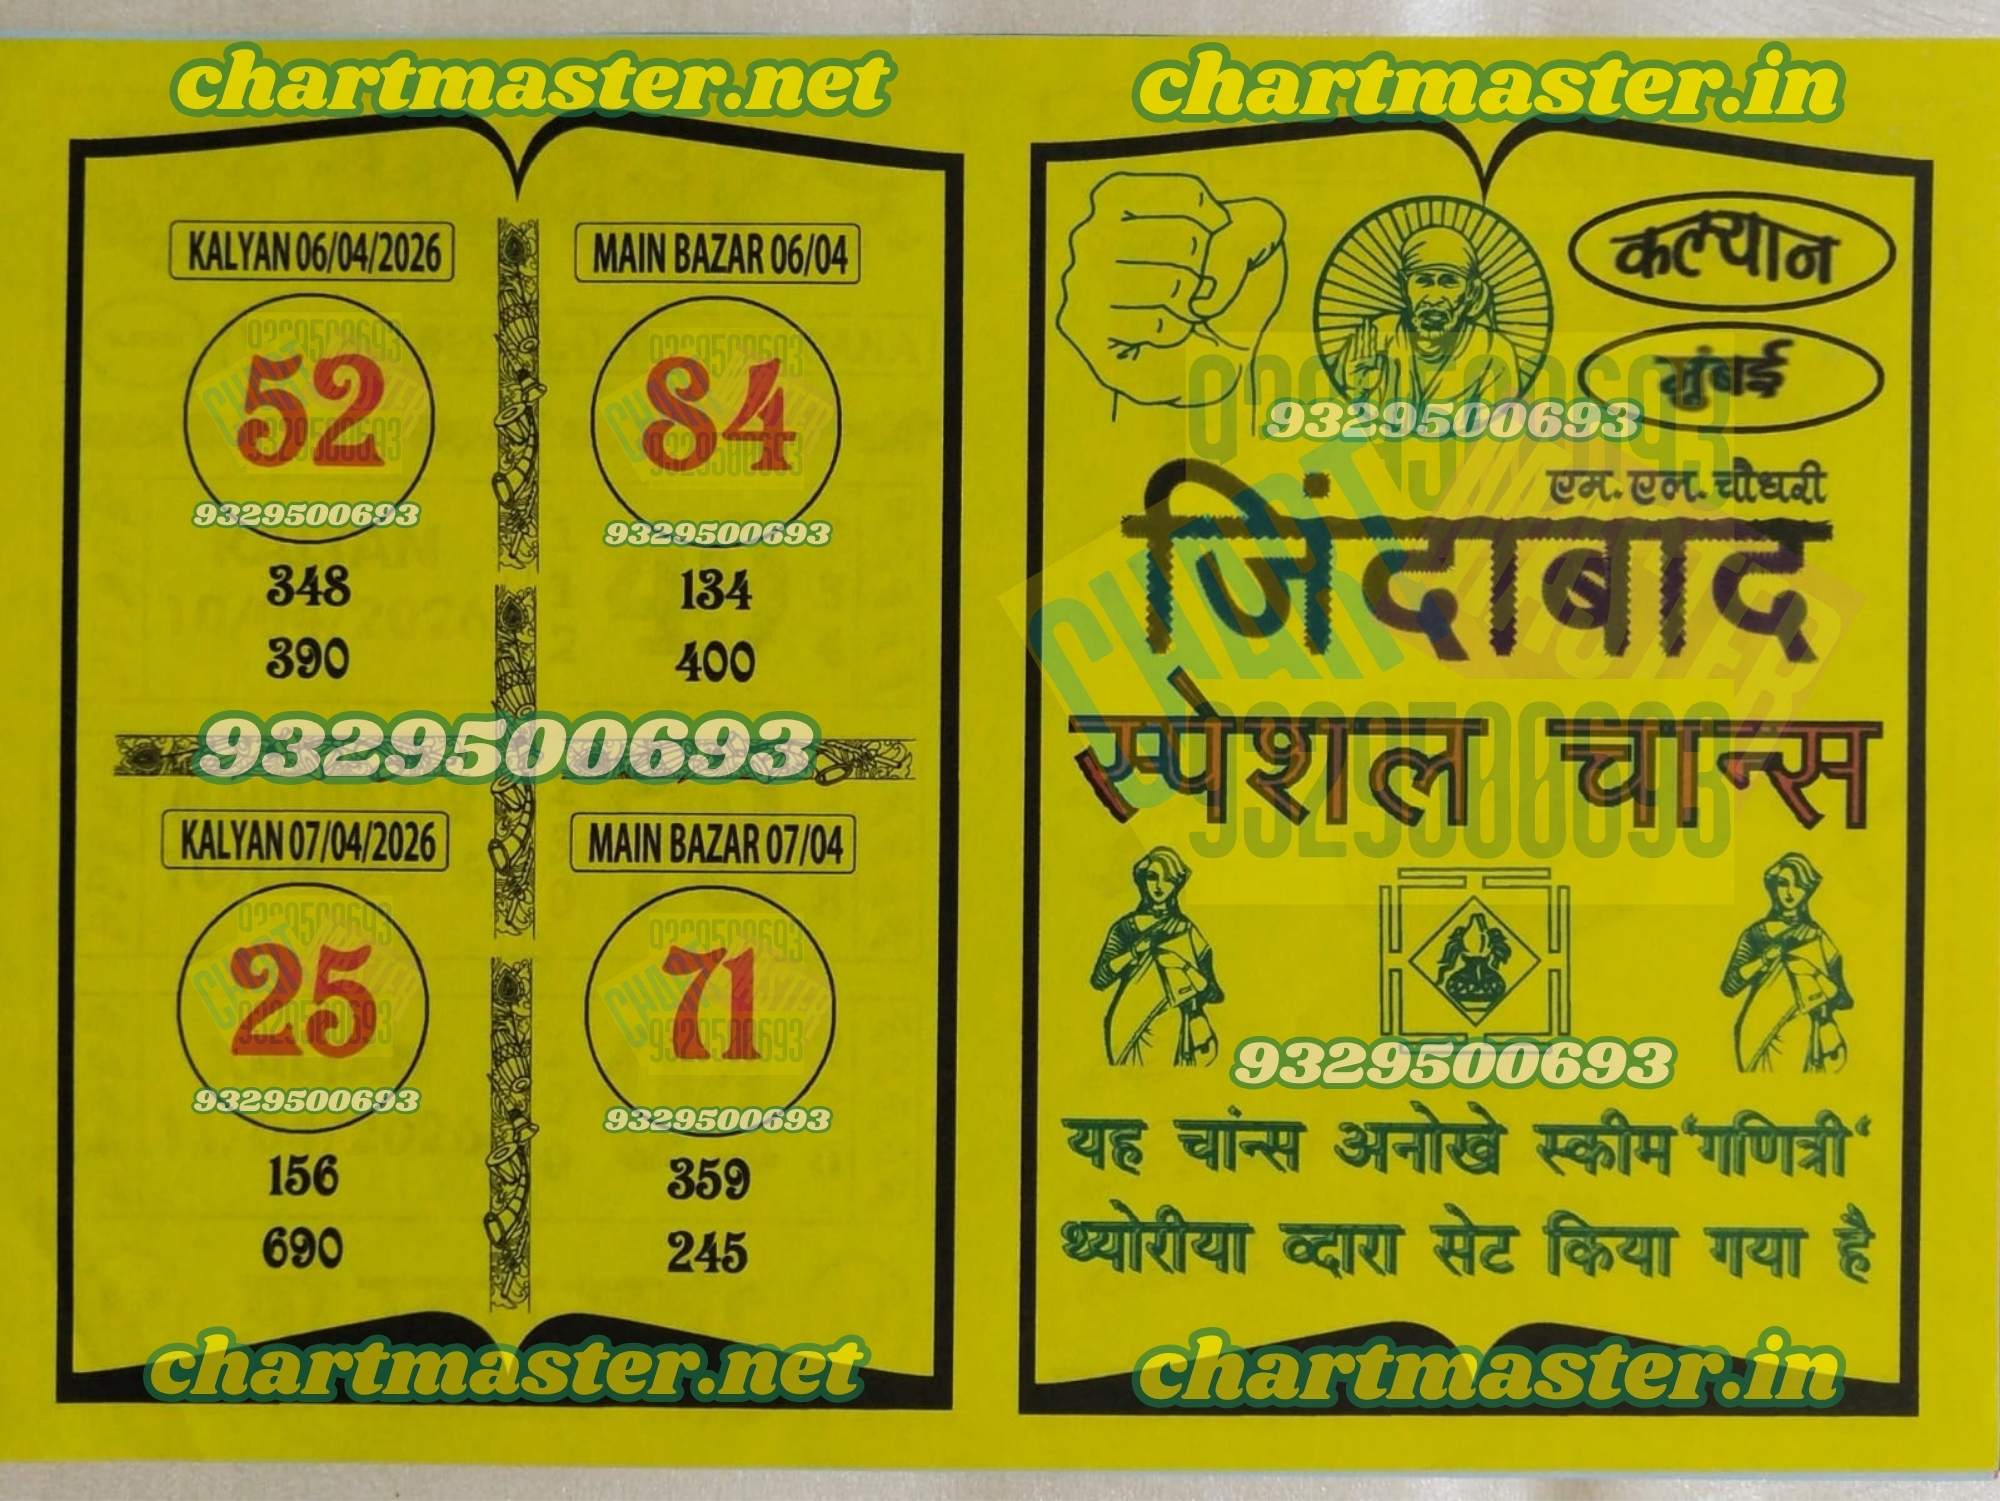 chartmaster.net
KALYAN 06/04/2026
52
9329500693
348
390
MAIN BAZAR 06/04
84
9329500693
134
400
9329500693
KALYAN 07/04/2026
25
9329500693
156
690
MAIN BAZAR 07/04
71
9329500693
359
245
chartmaster.net
chartmaster.in
कल्यान
मुंबई
9329500693
एम. एल. चौधरी
जिंदाबाद
स्पेशल चान्स
9329500693
यह चांन्स अनोखे स्कीम ‘गणित्री‘
थ्योरीया व्दारा सेट किया गया है
chartmaster.in